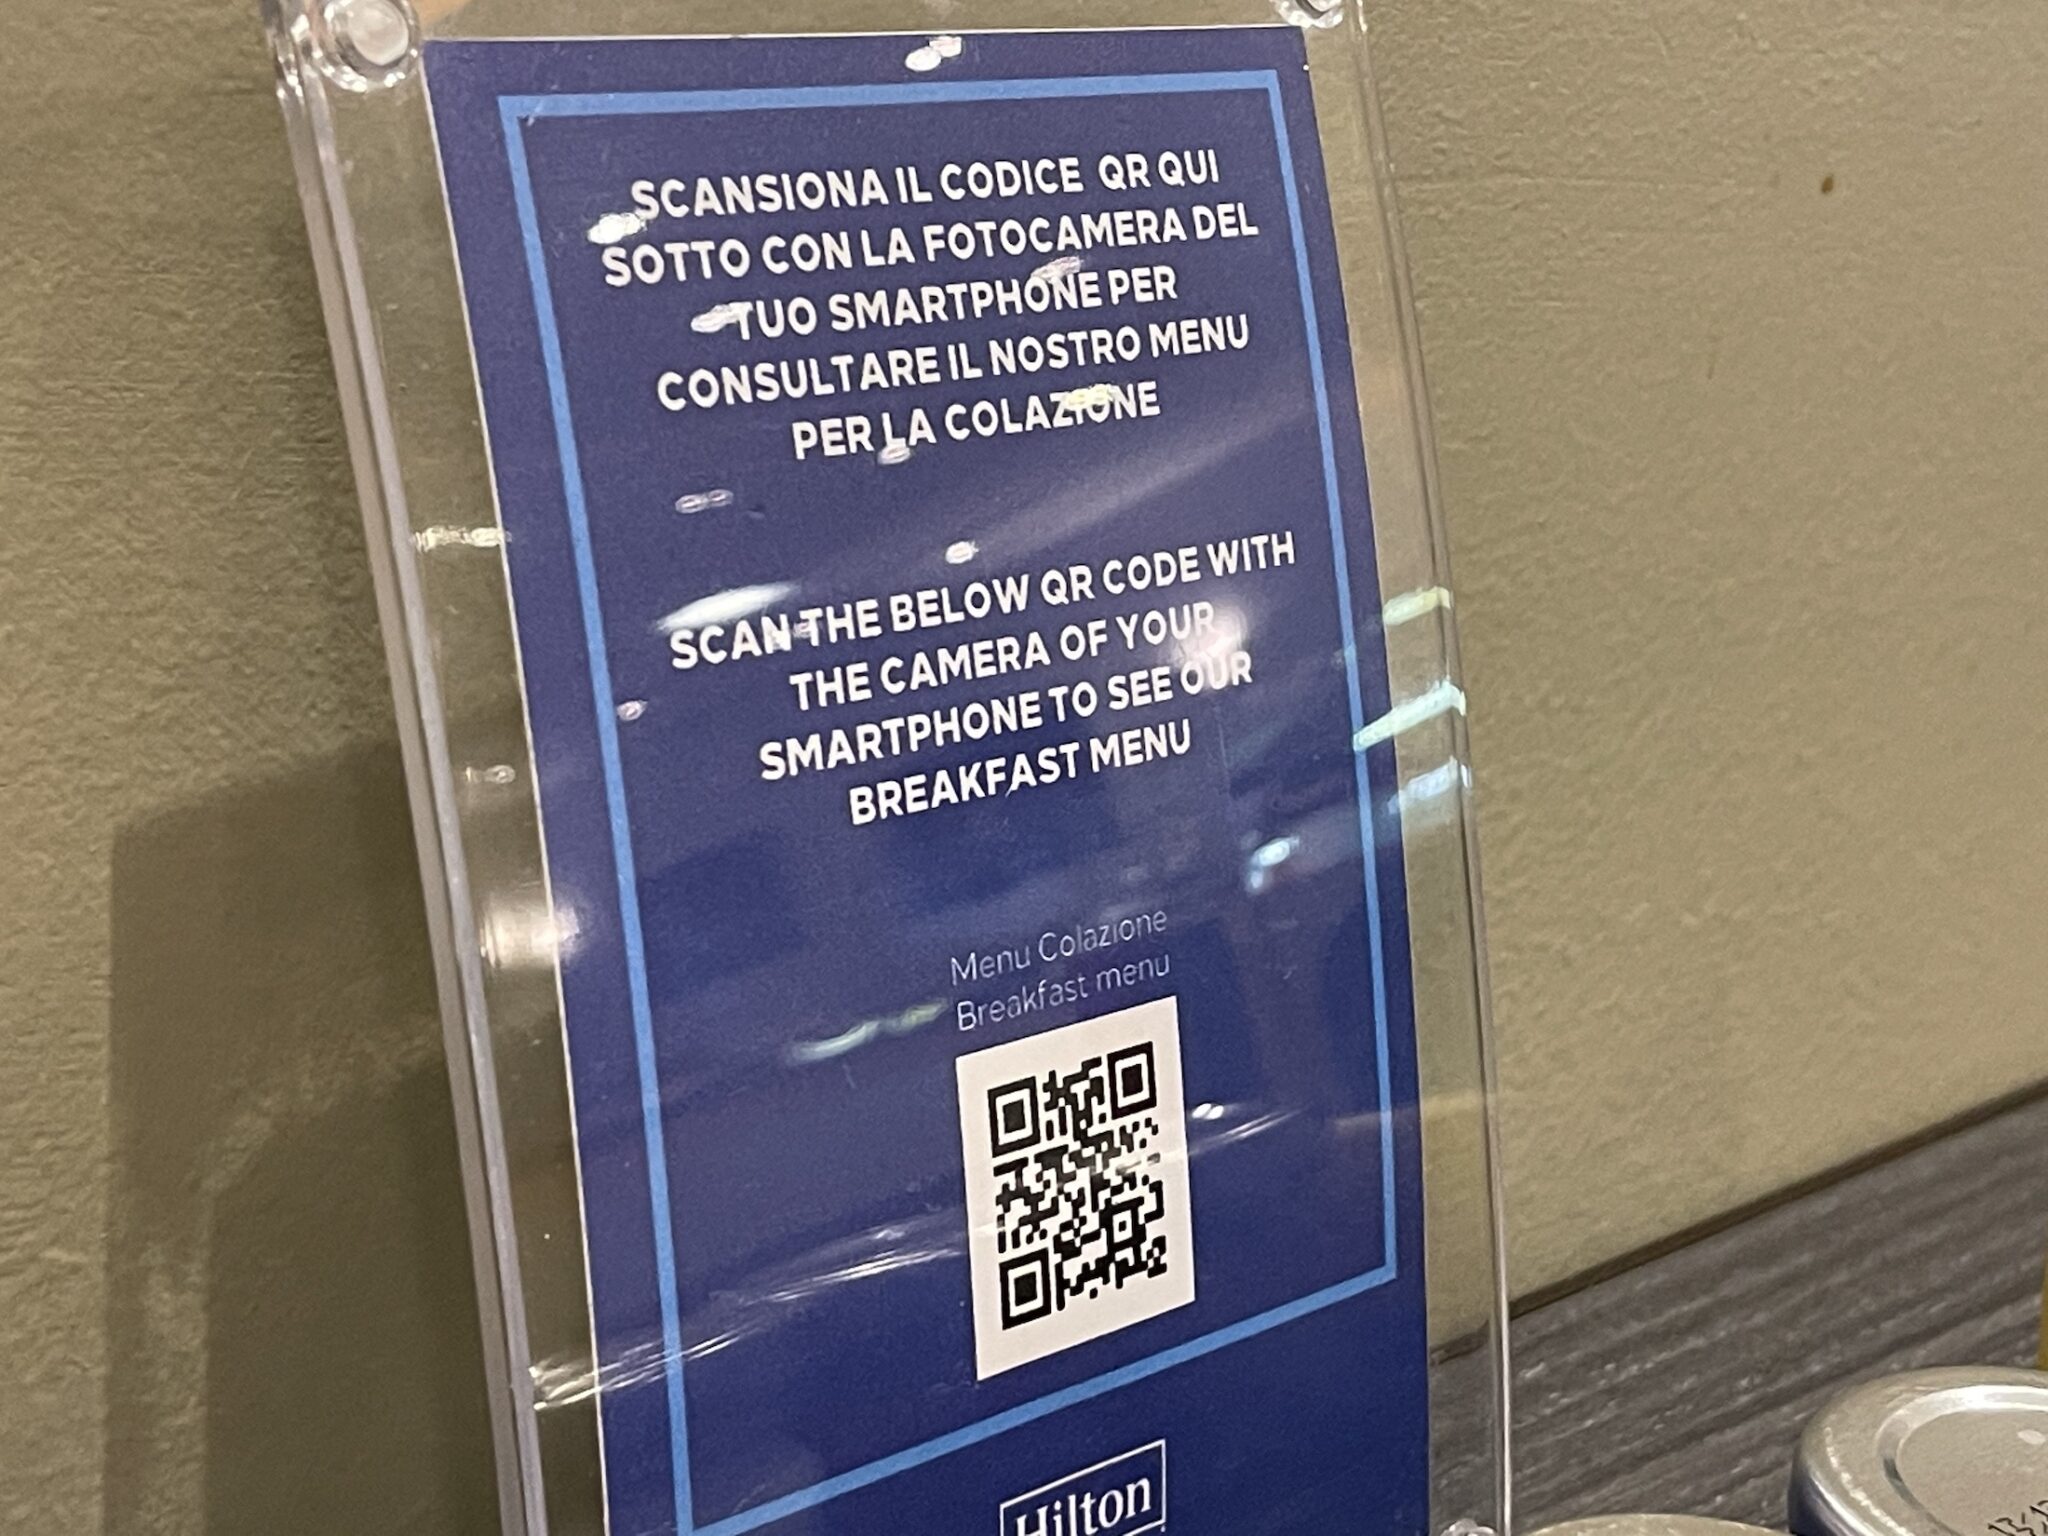 SCANSIONA IL CODICE QR QUI
SOTTO CON LA FOTOCAMERA DEL
TUO SMARTPHONE PER
CONSULTARE IL NOSTRO MENU
PER LA COLAZIONE
SCAN THE BELOW QR CODE WITH
THE CAMERA OF YOUR
SMARTPHONE TO SEE OUR
BREAKFAST MENU
Menu Colazione
Breakfast menu
Hilton